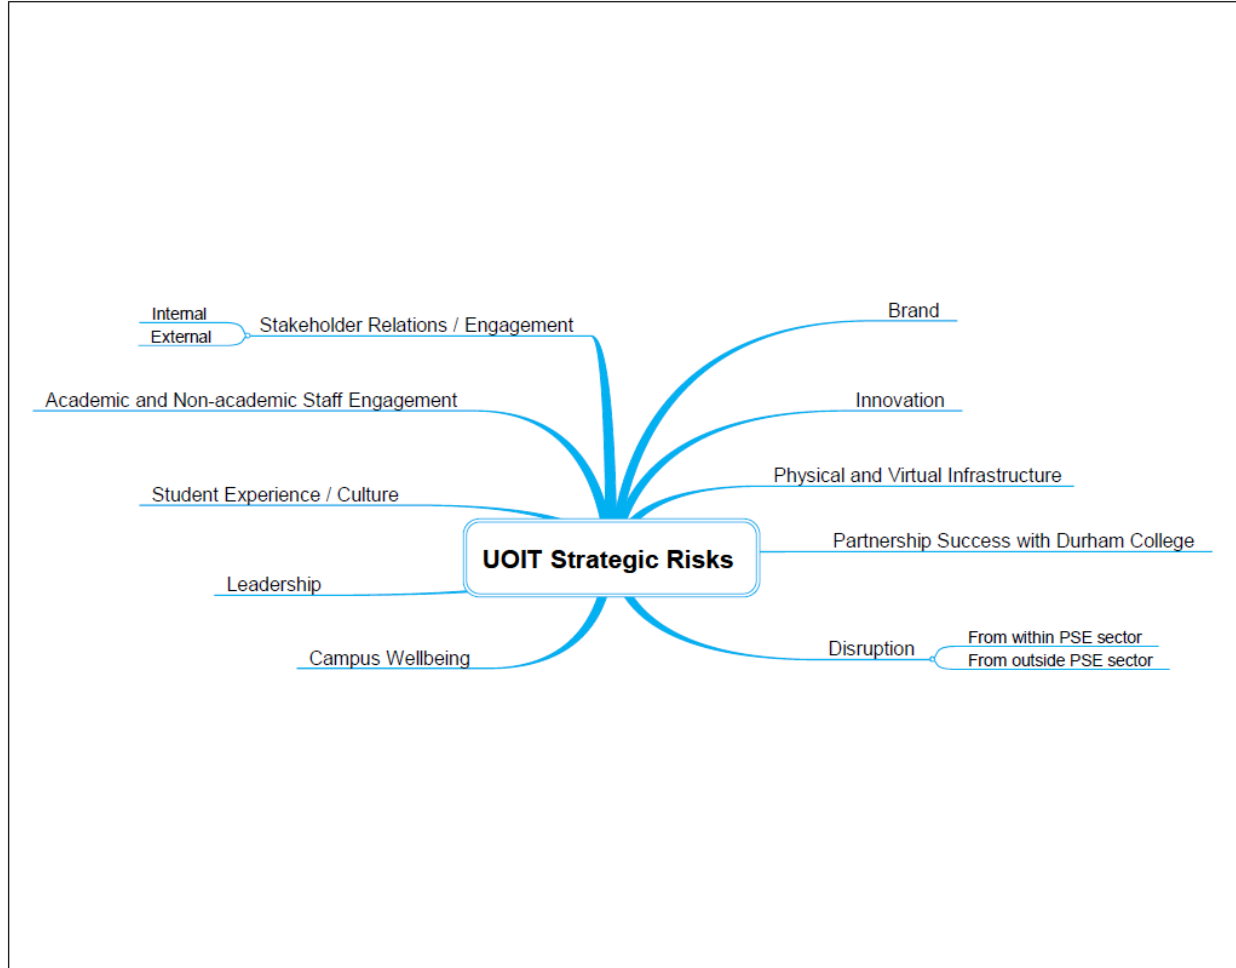 Internal
External
Stakeholder Relations / Engagement
Academic and Non-academic Staff Engagement
Student Experience / Culture
Leadership
Campus Wellbeing
UOIT Strategic Risks
Brand
Innovation
Physical and Virtual Infrastructure
Partnership Success with Durham College
Disruption
From within PSE sector
From outside PSE sector